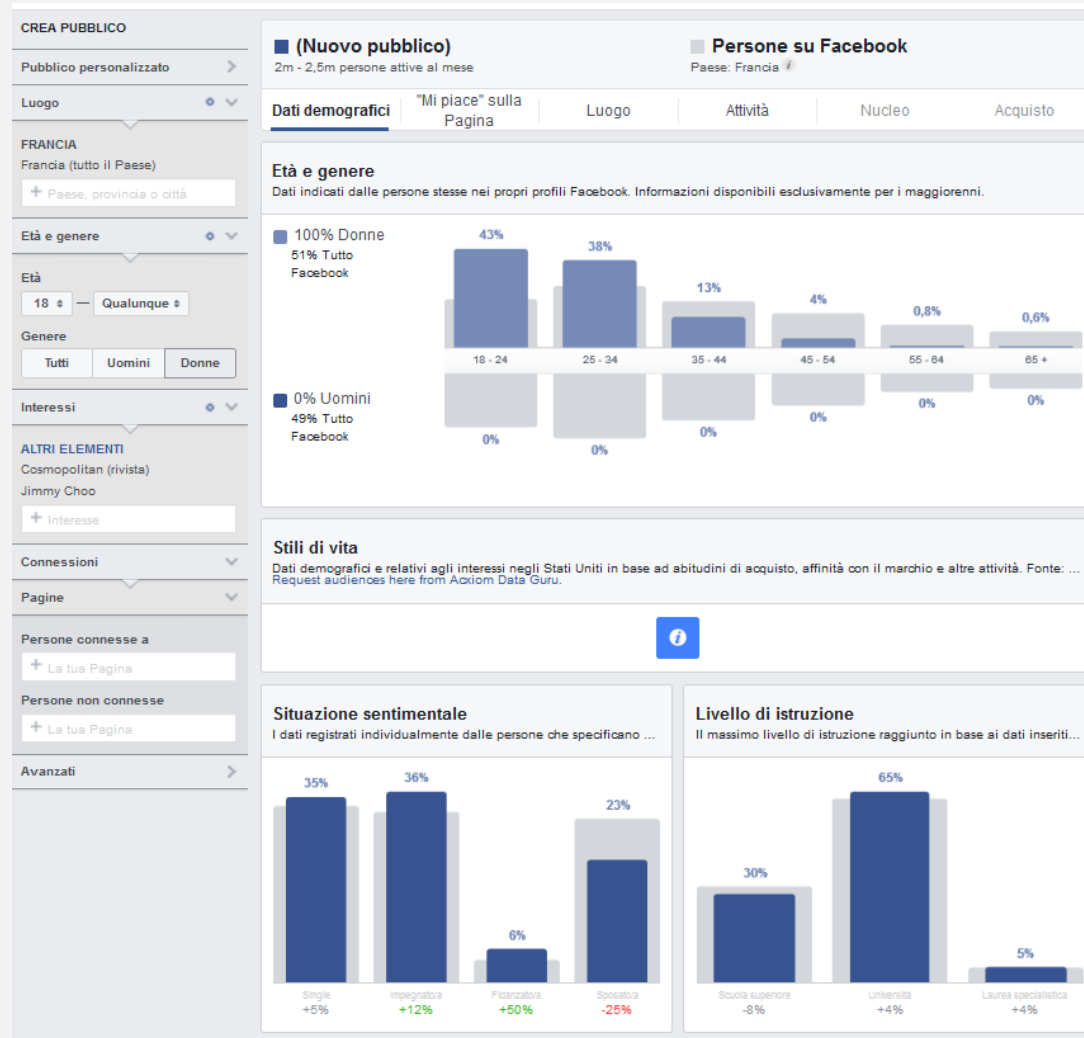 CREA PUBBLICO
Pubblico personalizzato
Luogo
FRANCIA
Francia (tutto il Paese)
+ Paese, provincia o città
Età e genere
Età
18 — Qualunque
Genere
Tutti Uomini Donne
Interessi
ALTRI ELEMENTI
Cosmopolitan (rivista)
Jimmy Choo
+ Interesse
Connessioni
Pagine
Persone connesse a
+ La tua Pagina
Persone non connesse
+ La tua Pagina
Avanzati
(Nuovo pubblico)
2m - 2,5m persone attive al mese
Persone su Facebook
Paese: Francia i
Dati demografici
"Mi piace" sulla
Pagina
Luogo
Attività
Nucleo
Acquisto
Età e genere
Dati indicati dalle persone stesse nei propri profili Facebook. Informazioni disponibili esclusivamente per i maggiorenni.
100% Donne
51% Tutto
Facebook
43% 38% 13% 4% 0,8% 0,6%
18 - 24 25 - 34 35 - 44 45 - 54 55 - 64 65 +
0% Uomini
49% Tutto
Facebook
0% 0% 0% 0% 0% 0%
Stili di vita
Dati demografici e relativi agli interessi negli Stati Uniti in base ad abitudini di acquisto, affinità con il marchio e altre attività. Fonte: ...
Request audiences here from Acxiom Data Guru.
i
Situazione sentimentale
I dati registrati individualmente dalle persone che specificano ...
35% 36% 6% 23%
Single Impegnato/a Fidanzato/a Sposato/a
+5% +12% +50% -25%
Livello di istruzione
Il massimo livello di istruzione raggiunto in base ai dati inseriti...
30% 65% 5%
Scuola superiore Università Laurea specialistica
-8% +4% +4%